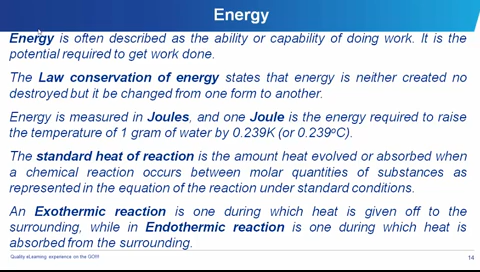 Energy
Energy is often described as the ability or capability of doing work. It is the
potential required to get work done.
The Law conservation of energy states that energy is neither created no
destroyed but it be changed from one form to another.
Energy is measured in Joules, and one Joule is the energy required to raise
the temperature of 1 gram of water by 0.239K (or 0.239ºC).
The standard heat of reaction is the amount heat evolved or absorbed when
a chemical reaction occurs between molar quantities of substances as
represented in the equation of the reaction under standard conditions.
An Exothermic reaction is one during which heat is given off to the
surrounding, while in Endothermic reaction is one during which heat is
absorbed from the surrounding.
Quality eLearning experience on the GO!!! 14